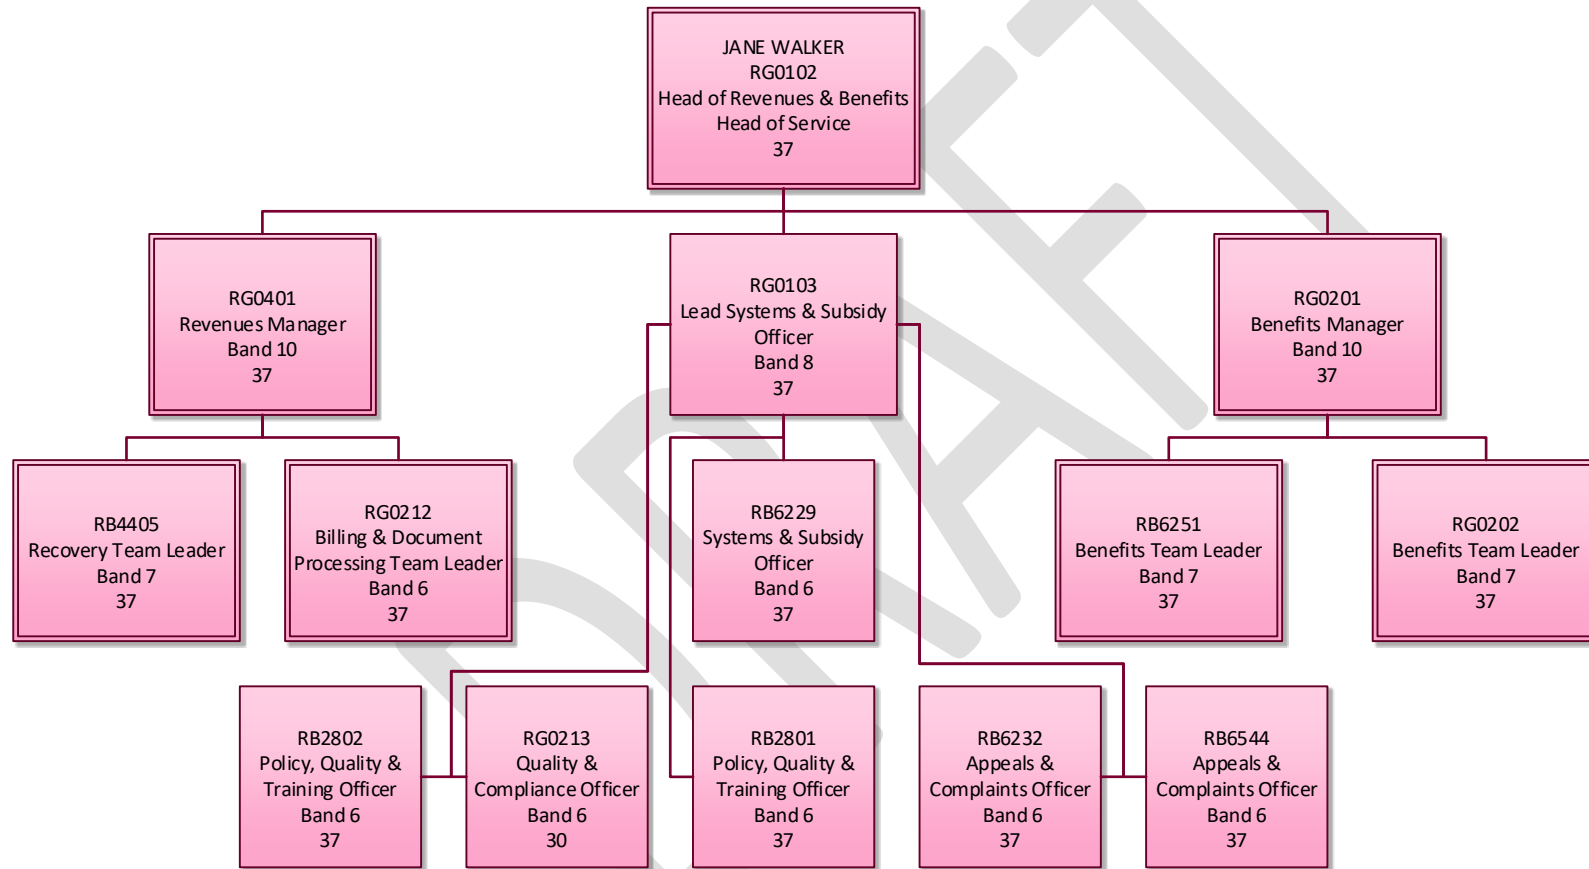 JANE WALKER
RG0102
Head of Revenues & Benefits
Head of Service
37
RG0401
Revenues Manager
Band 10
37
RG0103
Lead Systems & Subsidy
Officer
Band 8
37
RG0201
Benefits Manager
Band 10
37
RB4405
Recovery Team Leader
Band 7
37
RG0212
Billing & Document
Processing Team Leader
Band 6
37
RB6229
Systems & Subsidy
Officer
Band 6
37
RB6251
Benefits Team Leader
Band 7
37
RG0202
Benefits Team Leader
Band 7
37
RB2802
Policy, Quality &
Training Officer
Band 6
37
RG0213
Quality &
Compliance Officer
Band 6
30
RB2801
Policy, Quality &
Training Officer
Band 6
37
RB6232
Appeals &
Complaints Officer
Band 6
37
RB6544
Appeals &
Complaints Officer
Band 6
37
DRAFT